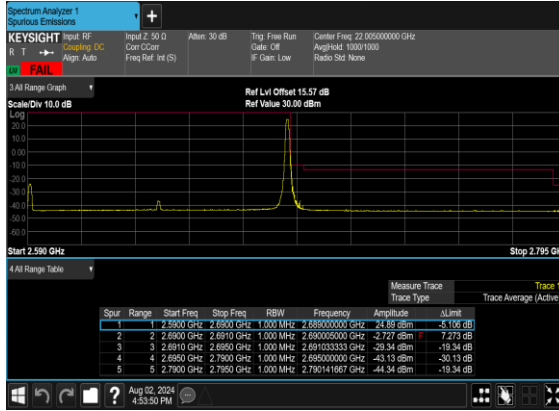 Spectrum Analyzer 1
Spurious Emissions
KEYSIGHT Input: RF Input Z: 50 Ω Atten: 30 dB Trig: Free Run Center Freq: 22.005000000 GHz
R T Coupling: DC Corr CCorr Gate: Off Avg|Hold: 1000/1000
Align: Auto Freq Ref: Int (S) IF Gain: Low Radio Std: None
FAIL
3 All Range Graph
Ref Lvl Offset 15.57 dB
Scale/Div 10.0 dB Ref Value 30.00 dBm
Log
20.0
10.0
0.00
-10.0
-20.0
-30.0
-40.0
-50.0
-60.0
Start 2.590 GHz Stop 2.795 GH
4 All Range Table
Measure Trace Trace 1
Trace Type Trace Average (Active
Spur Range Start Freq Stop Freq RBW Frequency Amplitude ΔLimit
1 1 2.5900 GHz 2.6900 GHz 1.000 MHz 2.689000000 GHz 24.89 dBm -5.106 dB
2 2 2.6900 GHz 2.6910 GHz 1.000 MHz 2.690005000 GHz -2.727 dBm F 7.273 dB
3 3 2.6910 GHz 2.6950 GHz 1.000 MHz 2.691033333 GHz -29.34 dBm -19.34 dB
4 4 2.6950 GHz 2.7900 GHz 1.000 MHz 2.695000000 GHz -43.13 dBm -30.13 dB
5 5 2.7900 GHz 2.7950 GHz 1.000 MHz 2.790141667 GHz -44.34 dBm -19.34 dB
Aug 02, 2024
4:53:50 PM